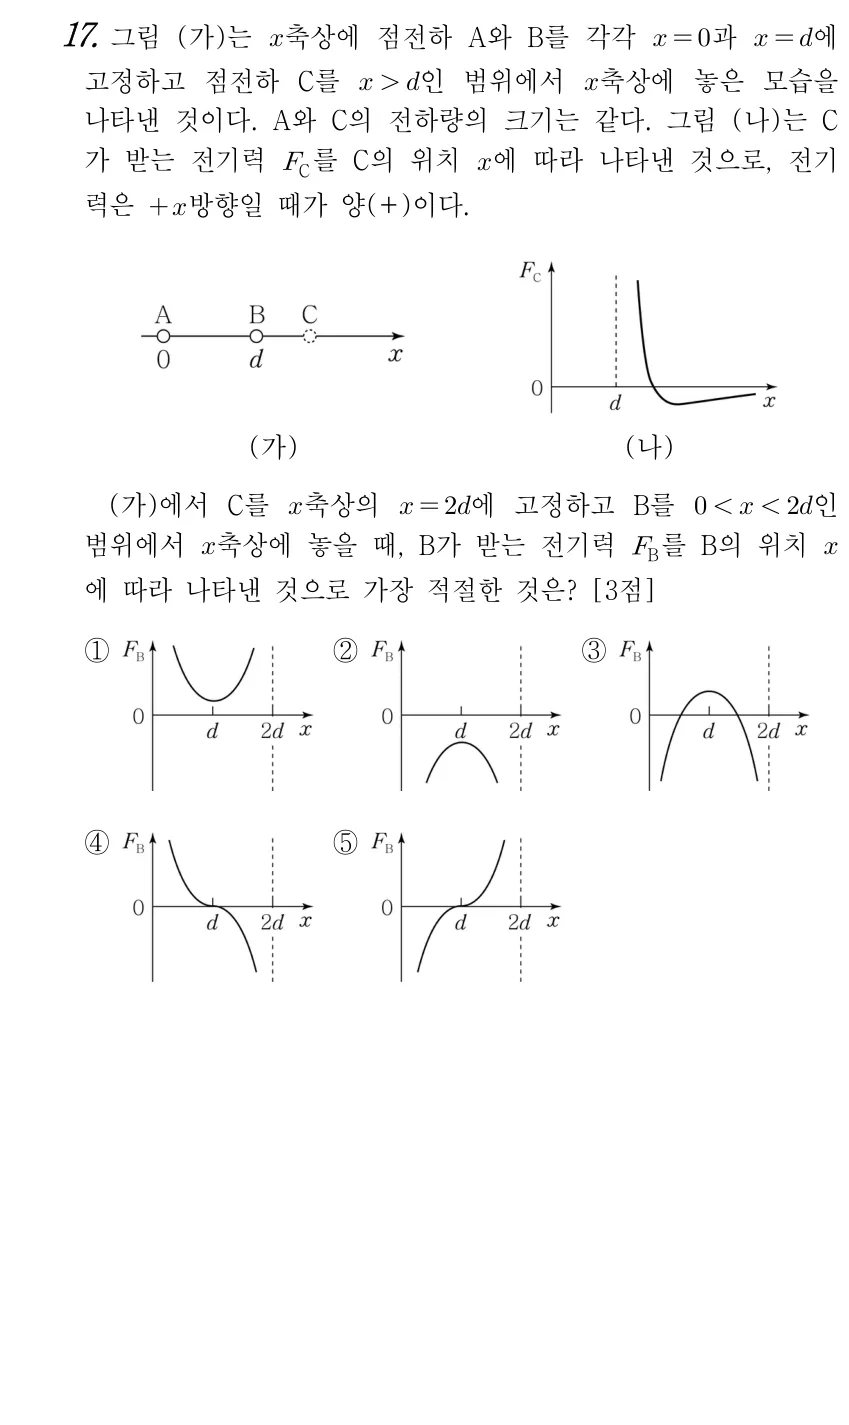 17. 그림 (가)는 x축상에 점전하 A와 B를 각각 x=0과 x=d에
고정하고 점전하 C를 x>d인 범위에서 x축상에 놓은 모습을
나타낸 것이다. A와 C의 전하량의 크기는 같다. 그림 (나)는 C
가 받는 전기력 F_C를 C의 위치 x에 따라 나타낸 것으로, 전기
력은 +x방향일 때가 양(+)이다.
A B C
0 d x
(가)
F_C
0 d x
(나)
(가)에서 C를 x축상의 x=2d에 고정하고 B를 0<x<2d인
범위에서 x축상에 놓을 때, B가 받는 전기력 F_B를 B의 위치 x
에 따라 나타낸 것으로 가장 적절한 것은? [3점]
① F_B
0 d 2d x
② F_B
0 d 2d x
③ F_B
0 d 2d x
④ F_B
0 d 2d x
⑤ F_B
0 d 2d x